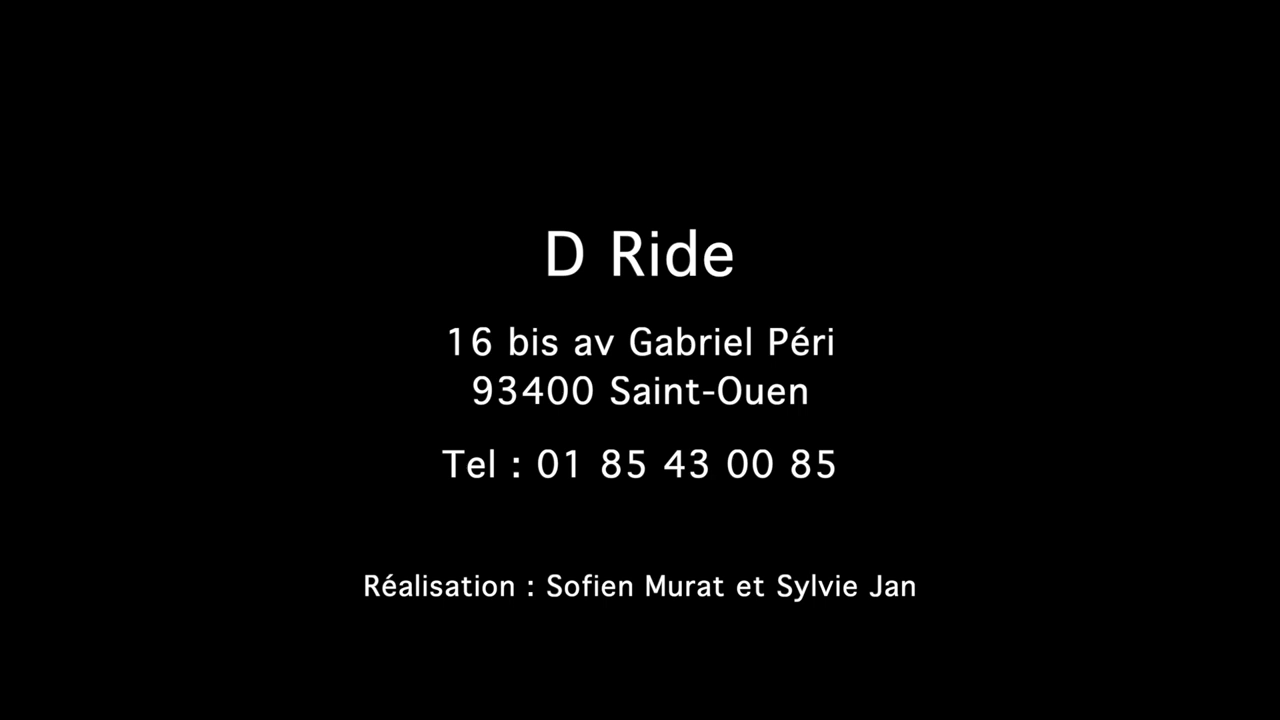 D Ride
16 bis av Gabriel Péri
93400 Saint-Ouen
Tel : 01 85 43 00 85
Réalisation : Sofien Murat et Sylvie Jan